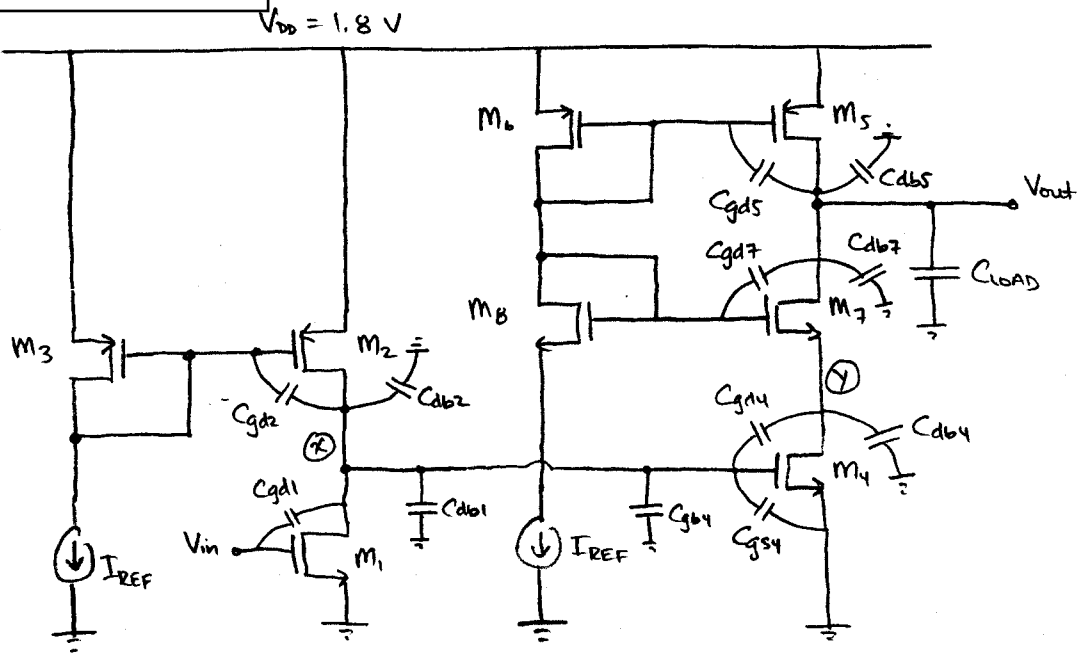 VDD = 1.8 V
M6
M5
Cgd5
Cdb5
Vout
Cgd7
Cdb7
CLOAD
M8
M7
M3
M2
Cgd2
Cdb2
Y
Cgd4
Cdb4
X
M4
Cgd1
Cdb1
Cgb4
Cgs4
Vin
M1
IREF
IREF